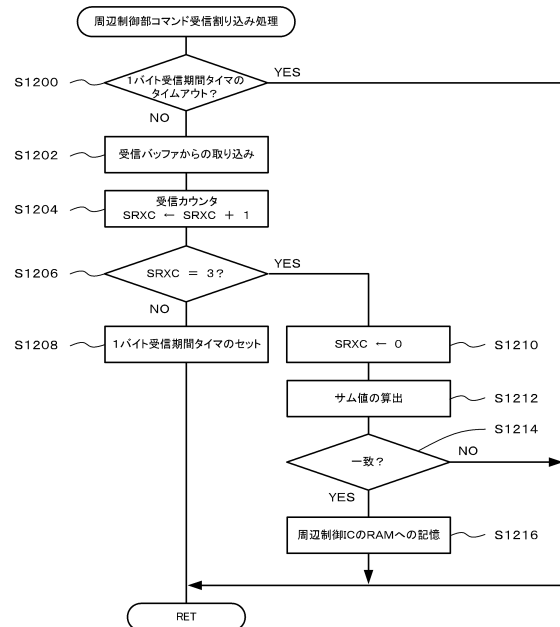 周辺制御部コマンド受信割り込み処理
S1200
1バイト受信期間タイマの
タイムアウト?
YES
NO
S1202
受信バッファからの取り込み
S1204
受信カウンタ
SRXC ← SRXC + 1
S1206
SRXC = 3?
YES
NO
S1208
1バイト受信期間タイマのセット
SRXC ← 0
S1210
サム値の算出
S1212
S1214
一致?
NO
YES
周辺制御ICのRAMへの記憶
S1216
RET